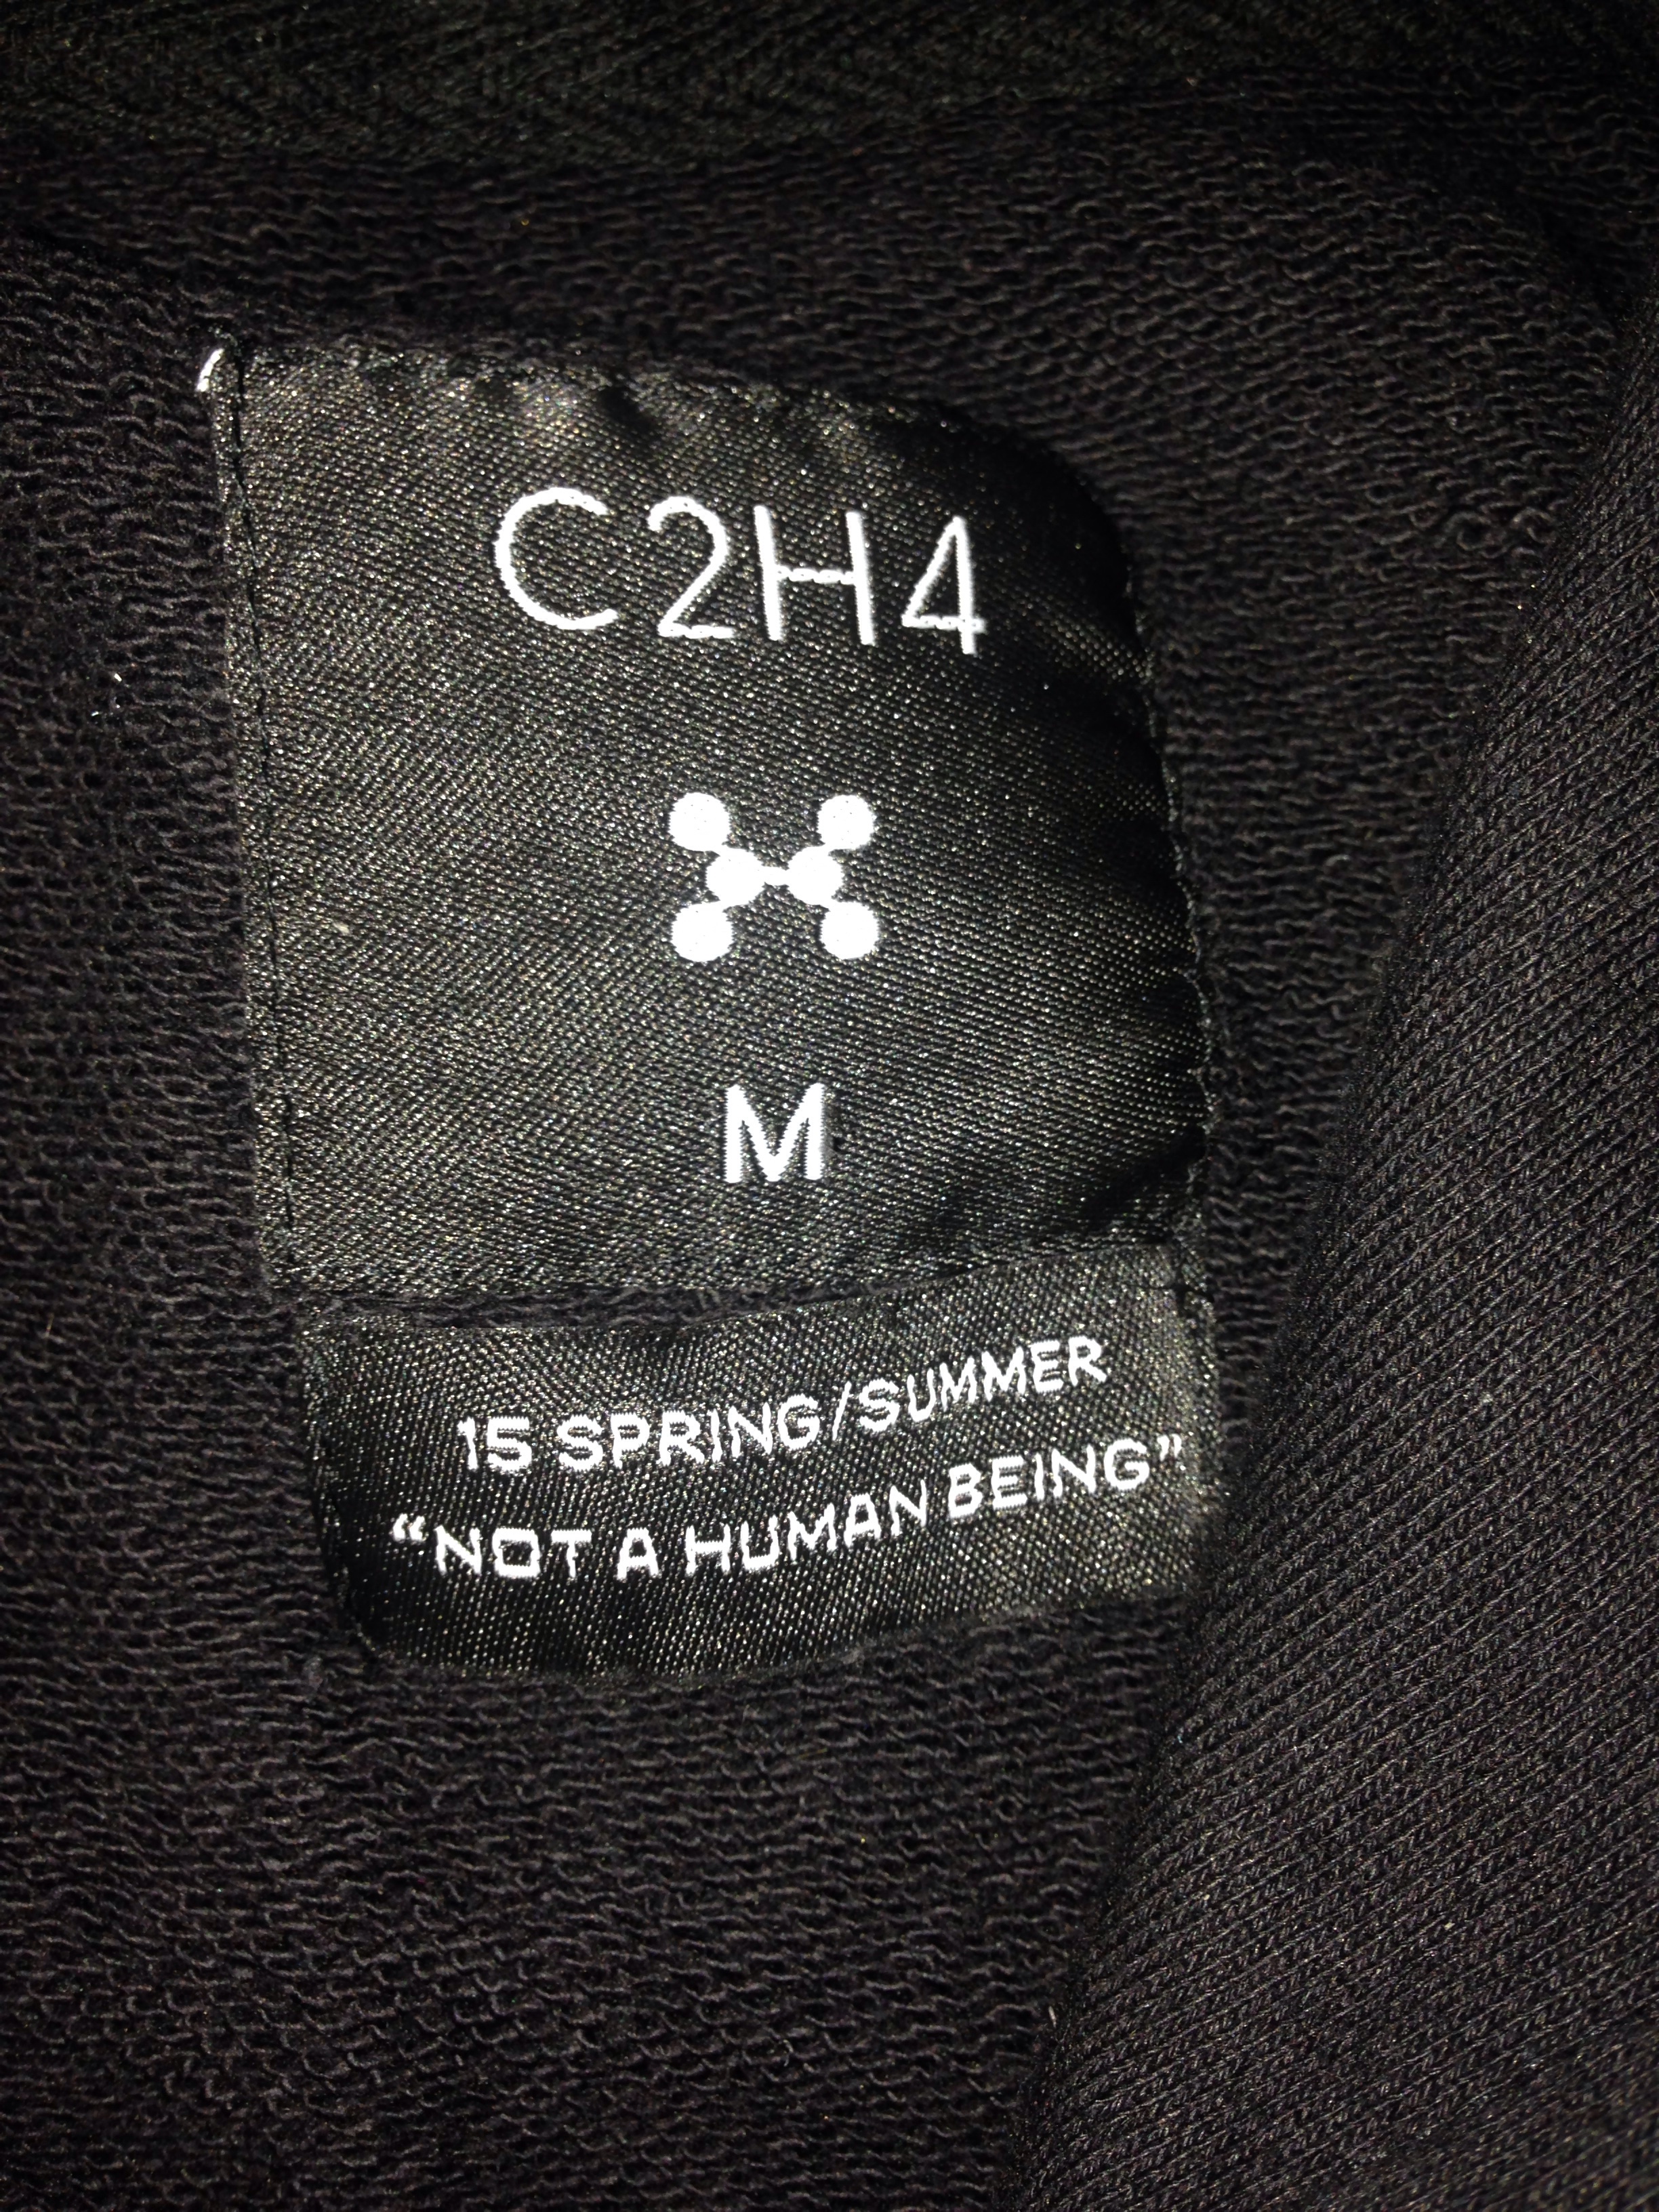 C2H4
M
15 SPRING/SUMMER
“NOT A HUMAN BEING”